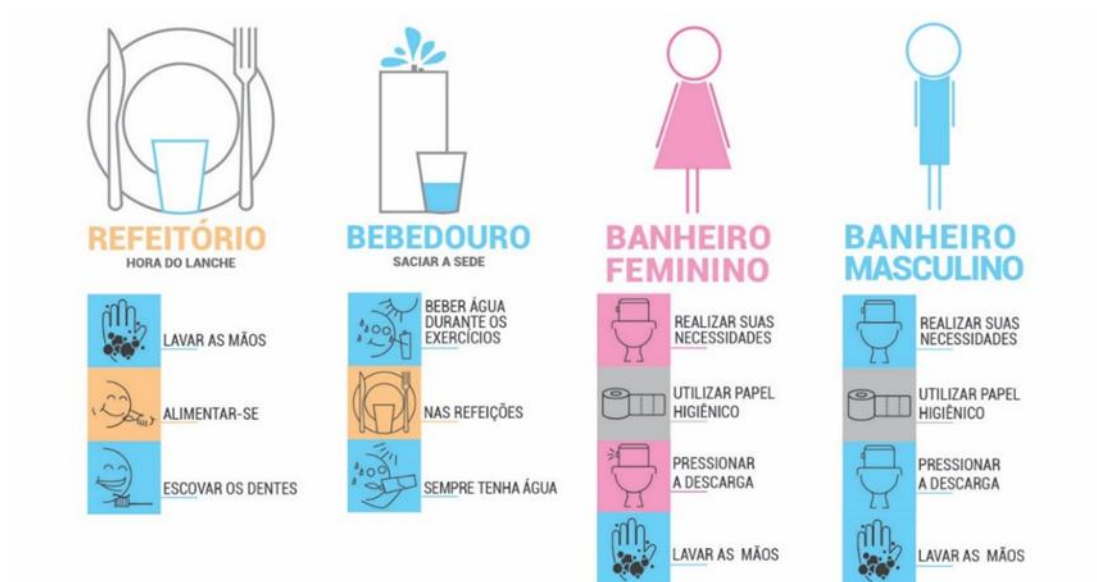 REFEITÓRIO
HORA DO LANCHE
LAVAR AS MÃOS
ALIMENTAR-SE
ESCOVAR OS DENTES
BEBEDOURO
SACIAR A SEDE
BEBER ÁGUA
DURANTE OS
EXERCÍCIOS
NAS REFEIÇÕES
SEMPRE TENHA ÁGUA
BANHEIRO
FEMININO
REALIZAR SUAS
NECESSIDADES
UTILIZAR PAPEL
HIGIÊNICO
PRESSIONAR
A DESCARGA
LAVAR AS MÃOS
BANHEIRO
MASCULINO
REALIZAR SUAS
NECESSIDADES
UTILIZAR PAPEL
HIGIÊNICO
PRESSIONAR
A DESCARGA
LAVAR AS MÃOS